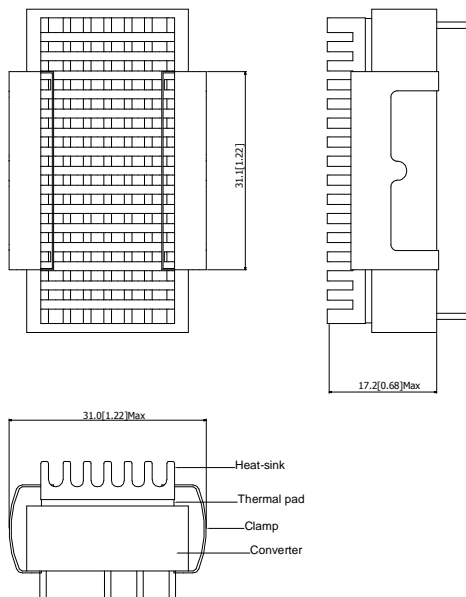 31.1[1.22]
17.2[0.68]Max
31.0[1.22]Max
Heat-sink
Thermal pad
Clamp
Converter